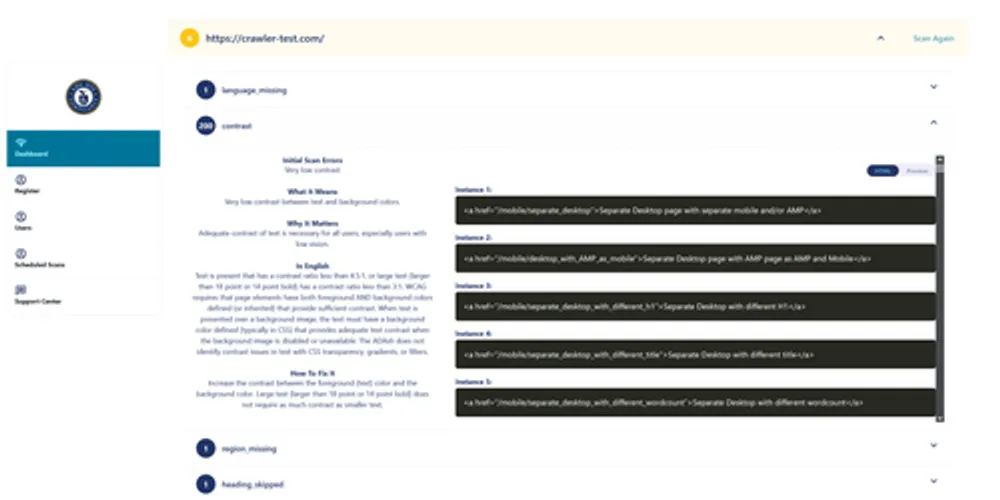 https://crawler-test.com/
Scan Again
1 language_missing
200 contrast
Dashboard
Register
Users
Scheduled Scans
Support Center
Initial Scan Errors
Very low contrast
What It Means
Very low contrast between text and background colors.
Why It Matters
Adequate contrast of text is necessary for all users, especially users with
low vision.
In English
Text is present that has a contrast ratio less than 4.5:1, or large text (larger
than 18 point or 14 point bold) has a contrast ratio less than 3:1. WCAG
requires that page elements have both foreground AND background colors
defined (or inherited) that provide sufficient contrast. When text is
presented over a background image, the text must have a background
color defined (typically in CSS) that provides adequate text contrast when
the background image is disabled or unavailable. The
does not
identify contrast issues in text with CSS transparency, gradients, or filters.
How To Fix It
Increase the contrast between the foreground (text) color and the
background color. Large text (larger than 18 point or 14 point bold) does
not require as much contrast as smaller text.
HTML Preview
Instance 1:
<a href="/mobile/separate_desktop">Separate Desktop page with separate mobile and/or AMP</a>
Instance 2:
<a href="/mobile/desktop_with_AMP_as_mobile">Separate Desktop page with AMP page as AMP and Mobile</a>
Instance 3:
<a href="/mobile/separate_desktop_with_different_h1">Separate Desktop with different H1</a>
Instance 4:
<a href="/mobile/separate_desktop_with_different_title">Separate Desktop with different title</a>
Instance 5:
<a href="/mobile/separate_desktop_with_different_wordcount">Separate Desktop with different wordcount</a>
1 region_missing
1 heading_skipped